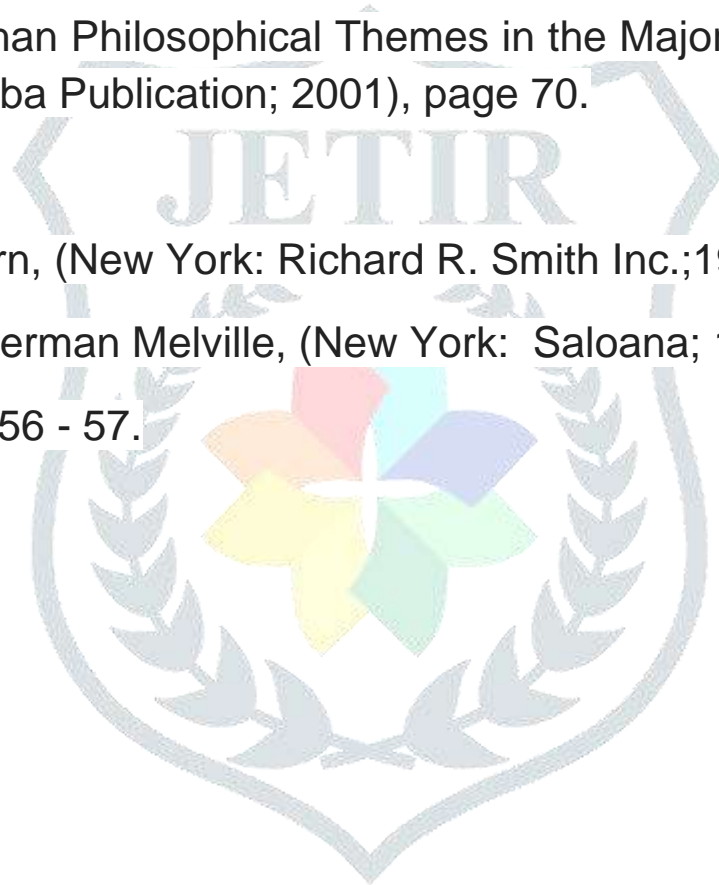 nan Philosophical Themes in the Major
ba Publication; 2001), page 70.
JETIR
rn, (New York: Richard R. Smith Inc.;19
erman Melville, (New York: Saloana;
56 - 57.